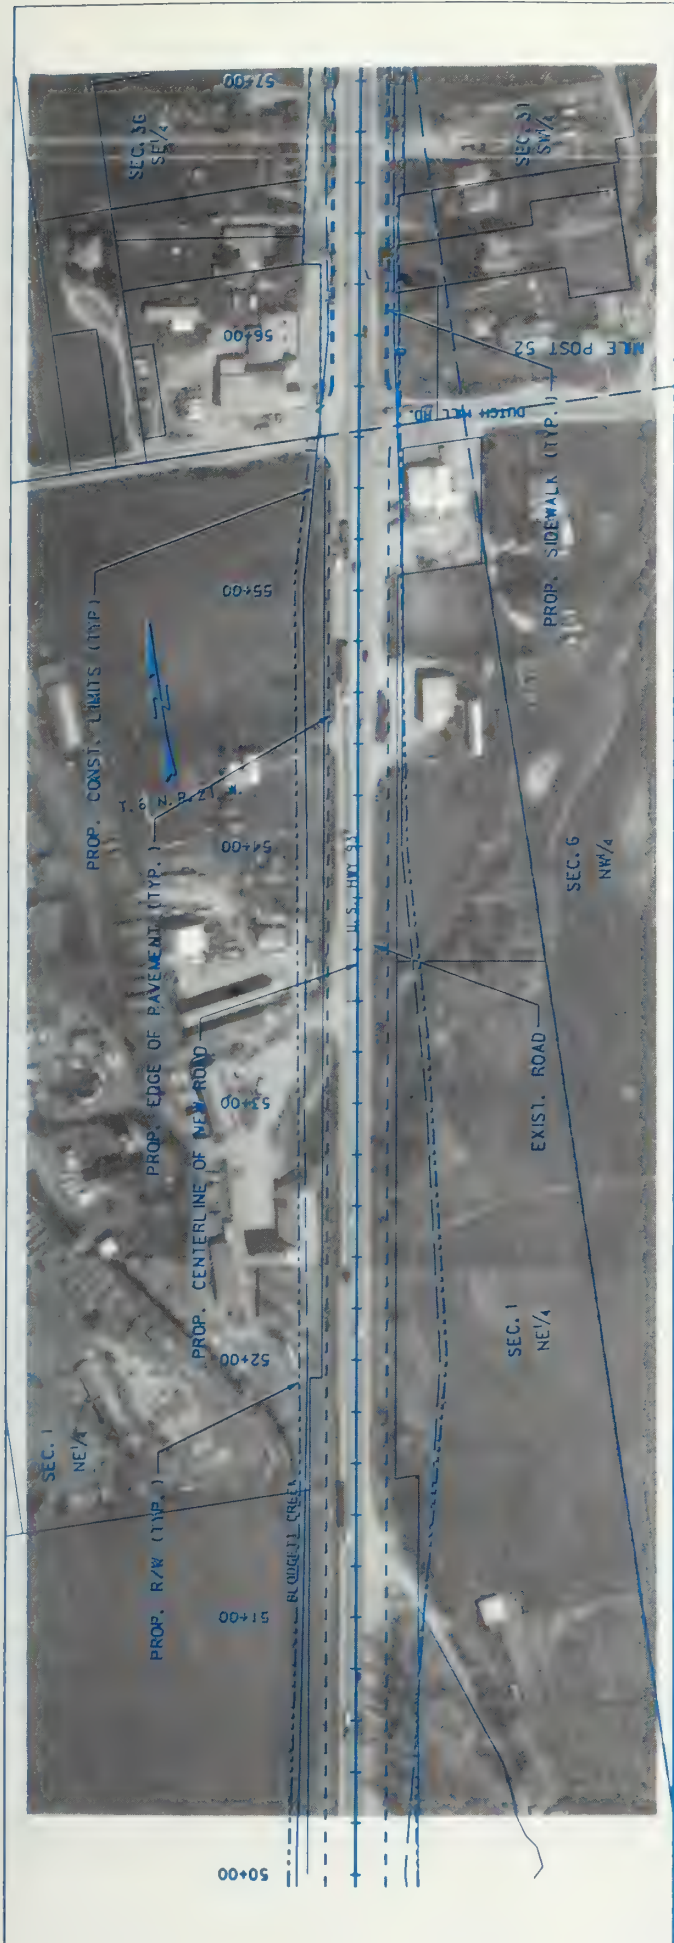 57+00
SEC. 36
SE¼
SEC. 31
SW¼
56+00
MILE POST 52
DUTCH HILL RD.
PROP. SIDEWALK (TYP.)
55+00
PROP. CONST. LIMITS (TYP.)
54+00
PROP. EDGE OF PAVEMENT (TYP.)
U.S. HWY 93
SEC. 6
NW¼
53+00
PROP. CENTERLINE OF NEW ROAD
EXIST. ROAD
52+00
SEC. 1
NE¼
SEC. 1
NE¼
PROP. R/W (TYP.)
BLODGETT CREEK
51+00
50+00